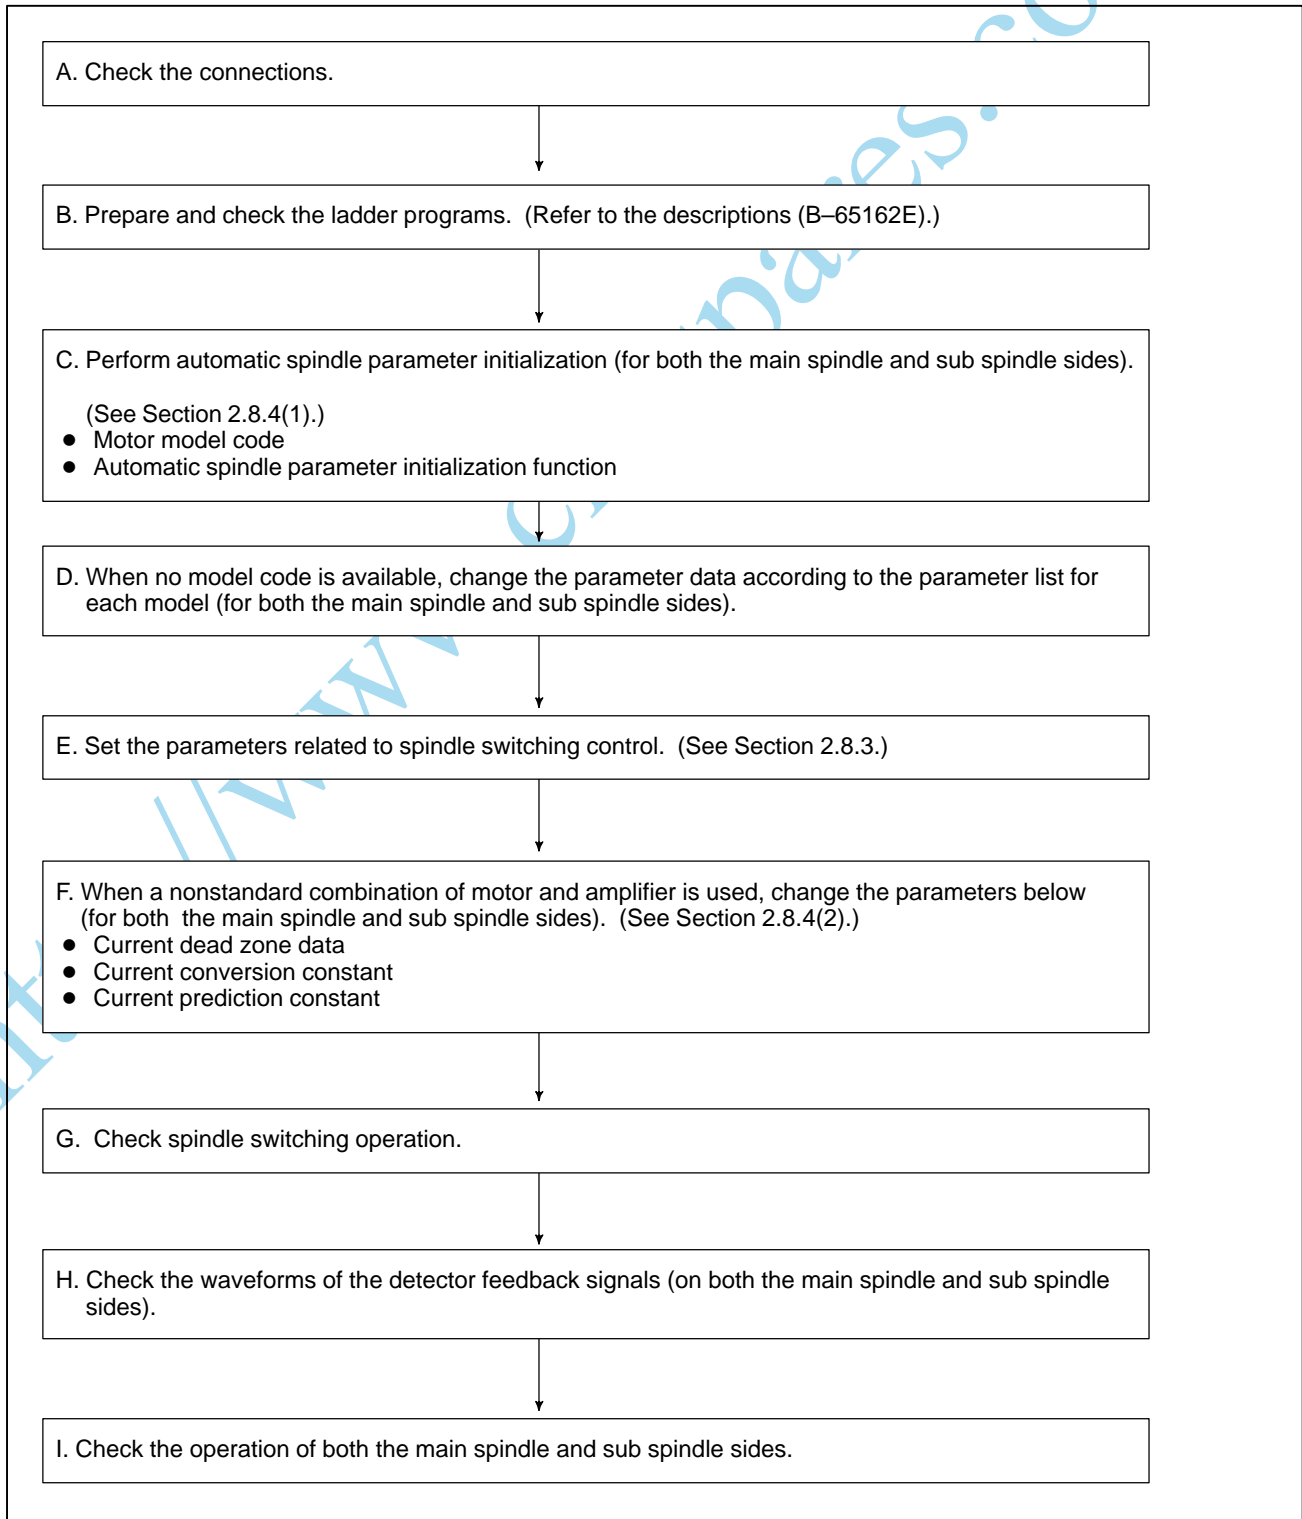 A. Check the connections.
B. Prepare and check the ladder programs. (Refer to the descriptions (B–65162E).)
C. Perform automatic spindle parameter initialization (for both the main spindle and sub spindle sides).
(See Section 2.8.4(1).)
● Motor model code
● Automatic spindle parameter initialization function
D. When no model code is available, change the parameter data according to the parameter list for
each model (for both the main spindle and sub spindle sides).
E. Set the parameters related to spindle switching control. (See Section 2.8.3.)
F. When a nonstandard combination of motor and amplifier is used, change the parameters below
(for both the main spindle and sub spindle sides). (See Section 2.8.4(2).)
● Current dead zone data
● Current conversion constant
● Current prediction constant
G. Check spindle switching operation.
H. Check the waveforms of the detector feedback signals (on both the main spindle and sub spindle
sides).
I. Check the operation of both the main spindle and sub spindle sides.